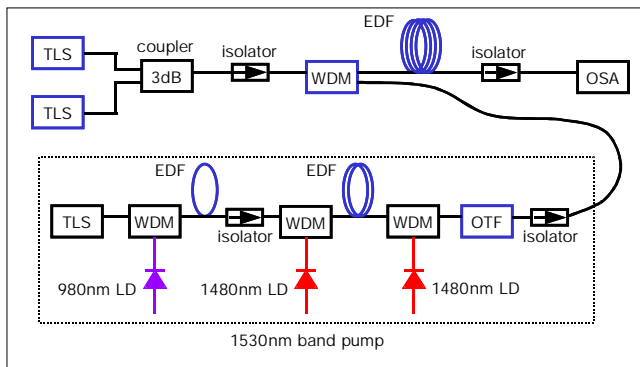 TLS
coupler
3dB
isolator
WDM
EDF
isolator
OSA
TLS
EDF
EDF
TLS
WDM
isolator
WDM
WDM
OTF
isolator
980nm LD
1480nm LD
1480nm LD
1530nm band pump